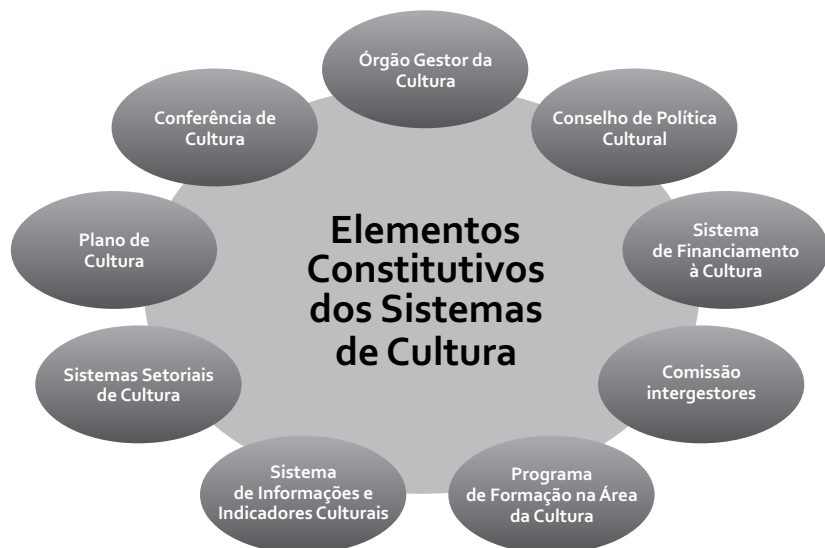 Órgão Gestor da
Cultura
Conferência de
Cultura
Conselho de Política
Cultural
Plano de
Cultura
Elementos
Constitutivos
dos Sistemas
de Cultura
Sistema
de Financiamento
à Cultura
Sistemas Setoriais
de Cultura
Comissão
intergestores
Sistema
de Informações e
Indicadores Culturais
Programa
de Formação na Área
da Cultura